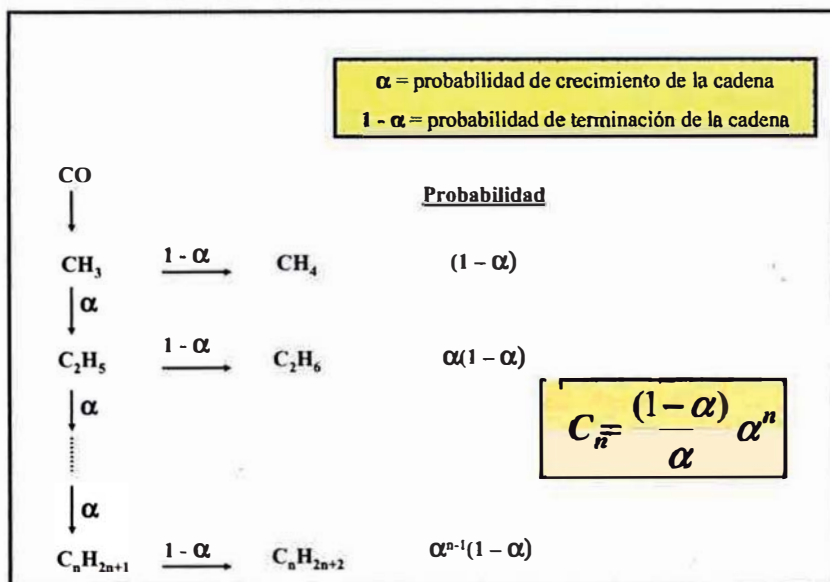 α = probabilidad de crecimiento de la cadena
1 - α = probabilidad de terminación de la cadena
CO
Probabilidad
CH₃ 1 - α CH₄ (1 – α)
α
C₂H₅ 1 - α C₂H₆ α(1 – α)
α
Cₙ= (1−α)/α αⁿ
α
CₙH₂ₙ₊₁ 1 - α CₙH₂ₙ₊₂ αⁿ⁻¹(1 – α)